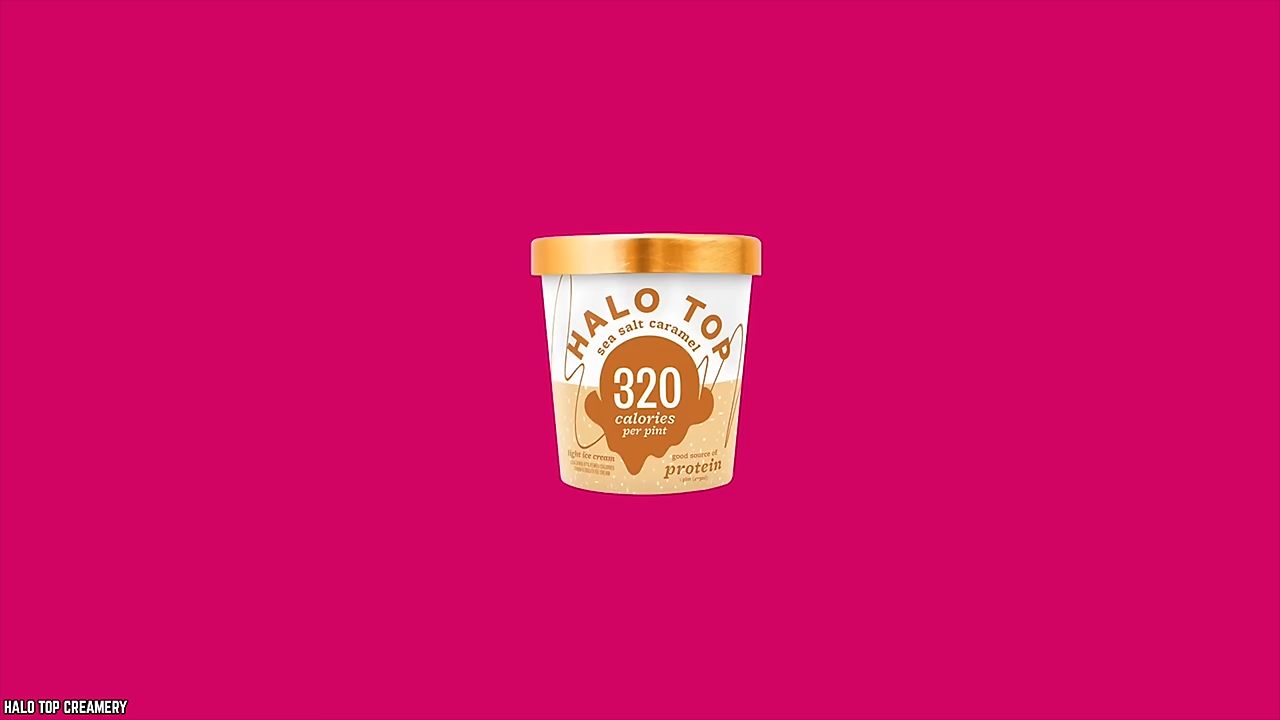 HALO TOP
sea salt caramel
320
calories
per pint
light ice cream
good source of
protein
HALO TOP CREAMERY